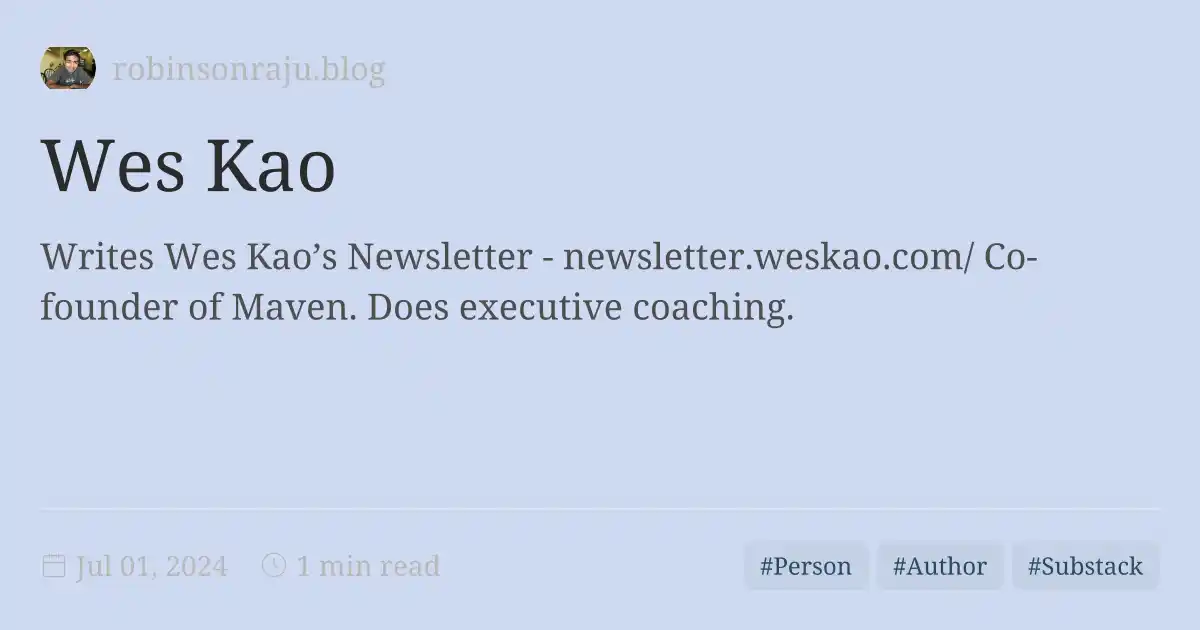 robinsonraju.blog
Wes Kao
Writes Wes Kao’s Newsletter - newsletter.weskao.com/ Co-
founder of Maven. Does executive coaching.
Jul 01, 2024 1 min read #Person #Author #Substack